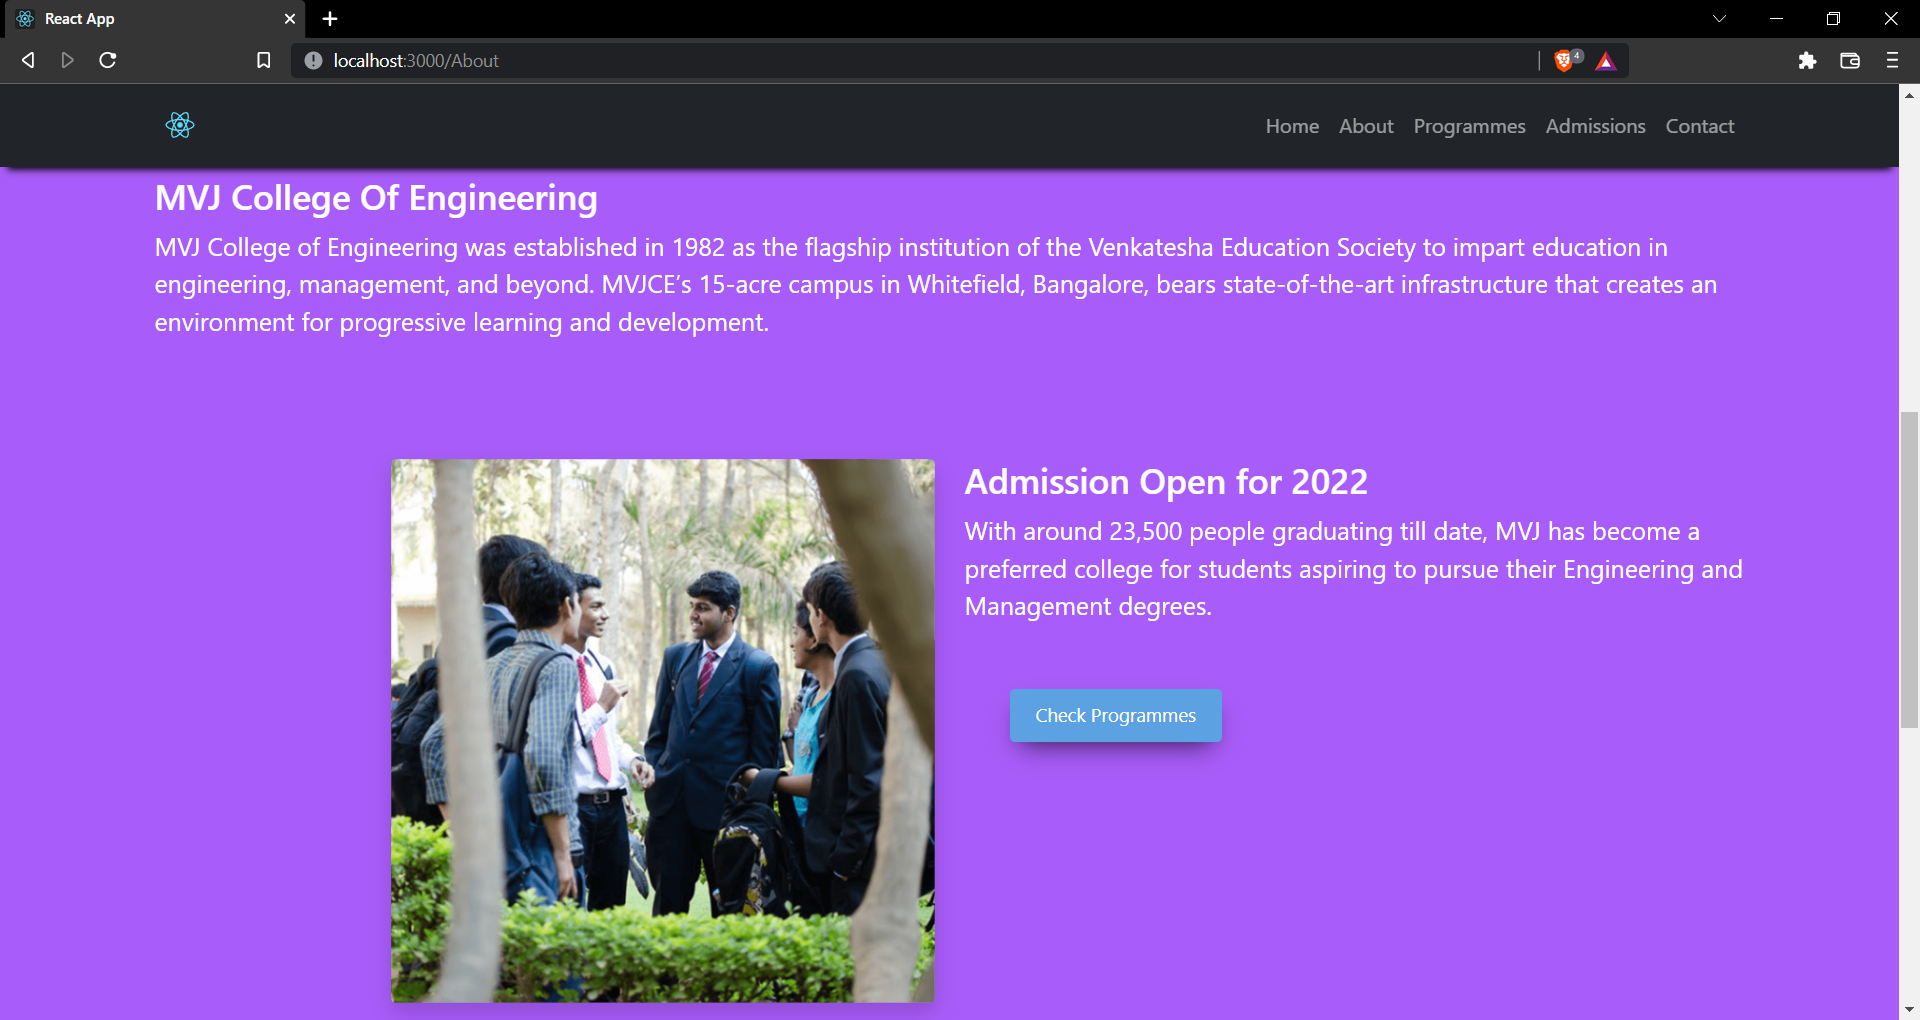 React App
localhost:3000/About
4
Home About Programmes Admissions Contact
MVJ College Of Engineering
MVJ College of Engineering was established in 1982 as the flagship institution of the Venkatesha Education Society to impart education in
engineering, management, and beyond. MVJCE’s 15-acre campus in Whitefield, Bangalore, bears state-of-the-art infrastructure that creates an
environment for progressive learning and development.
Admission Open for 2022
With around 23,500 people graduating till date, MVJ has become a
preferred college for students aspiring to pursue their Engineering and
Management degrees.
Check Programmes